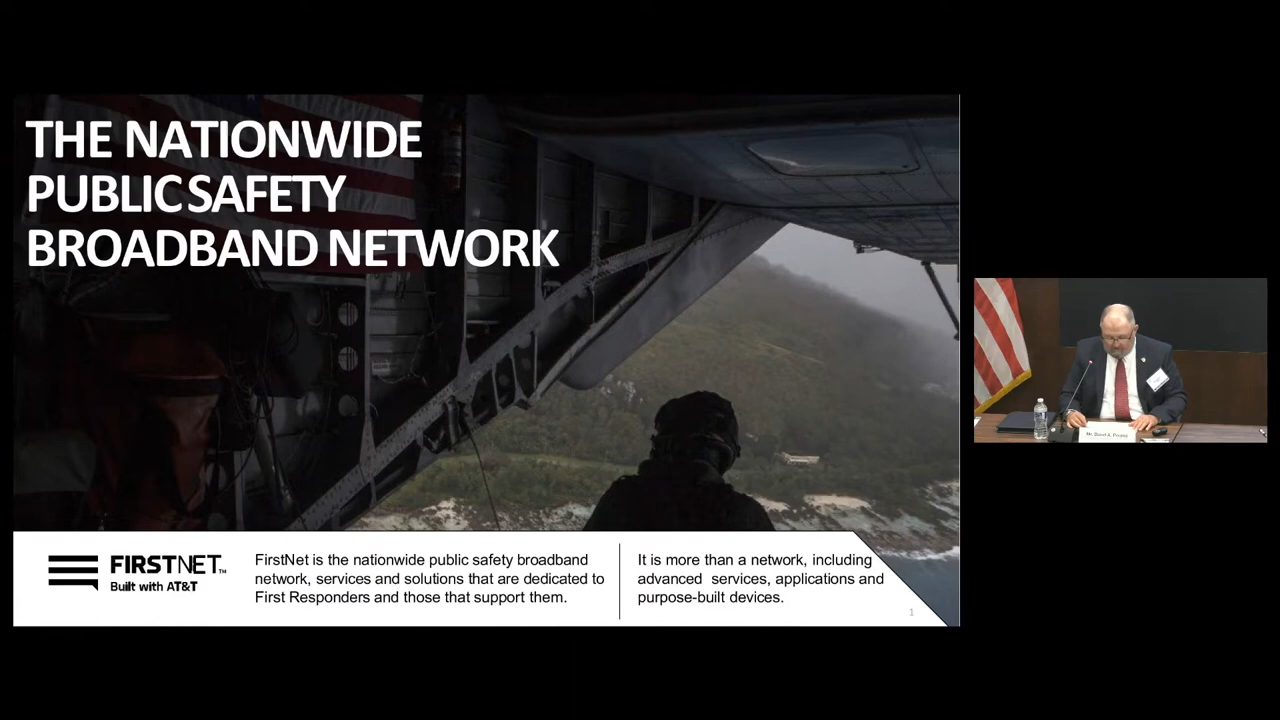 THE NATIONWIDE
PUBLIC SAFETY
BROADBAND NETWORK
FIRSTNET™
Built with AT&T
FirstNet is the nationwide public safety broadband
network, services and solutions that are dedicated to
First Responders and those that support them.
It is more than a network, including
advanced services, applications and
purpose-built devices.
1